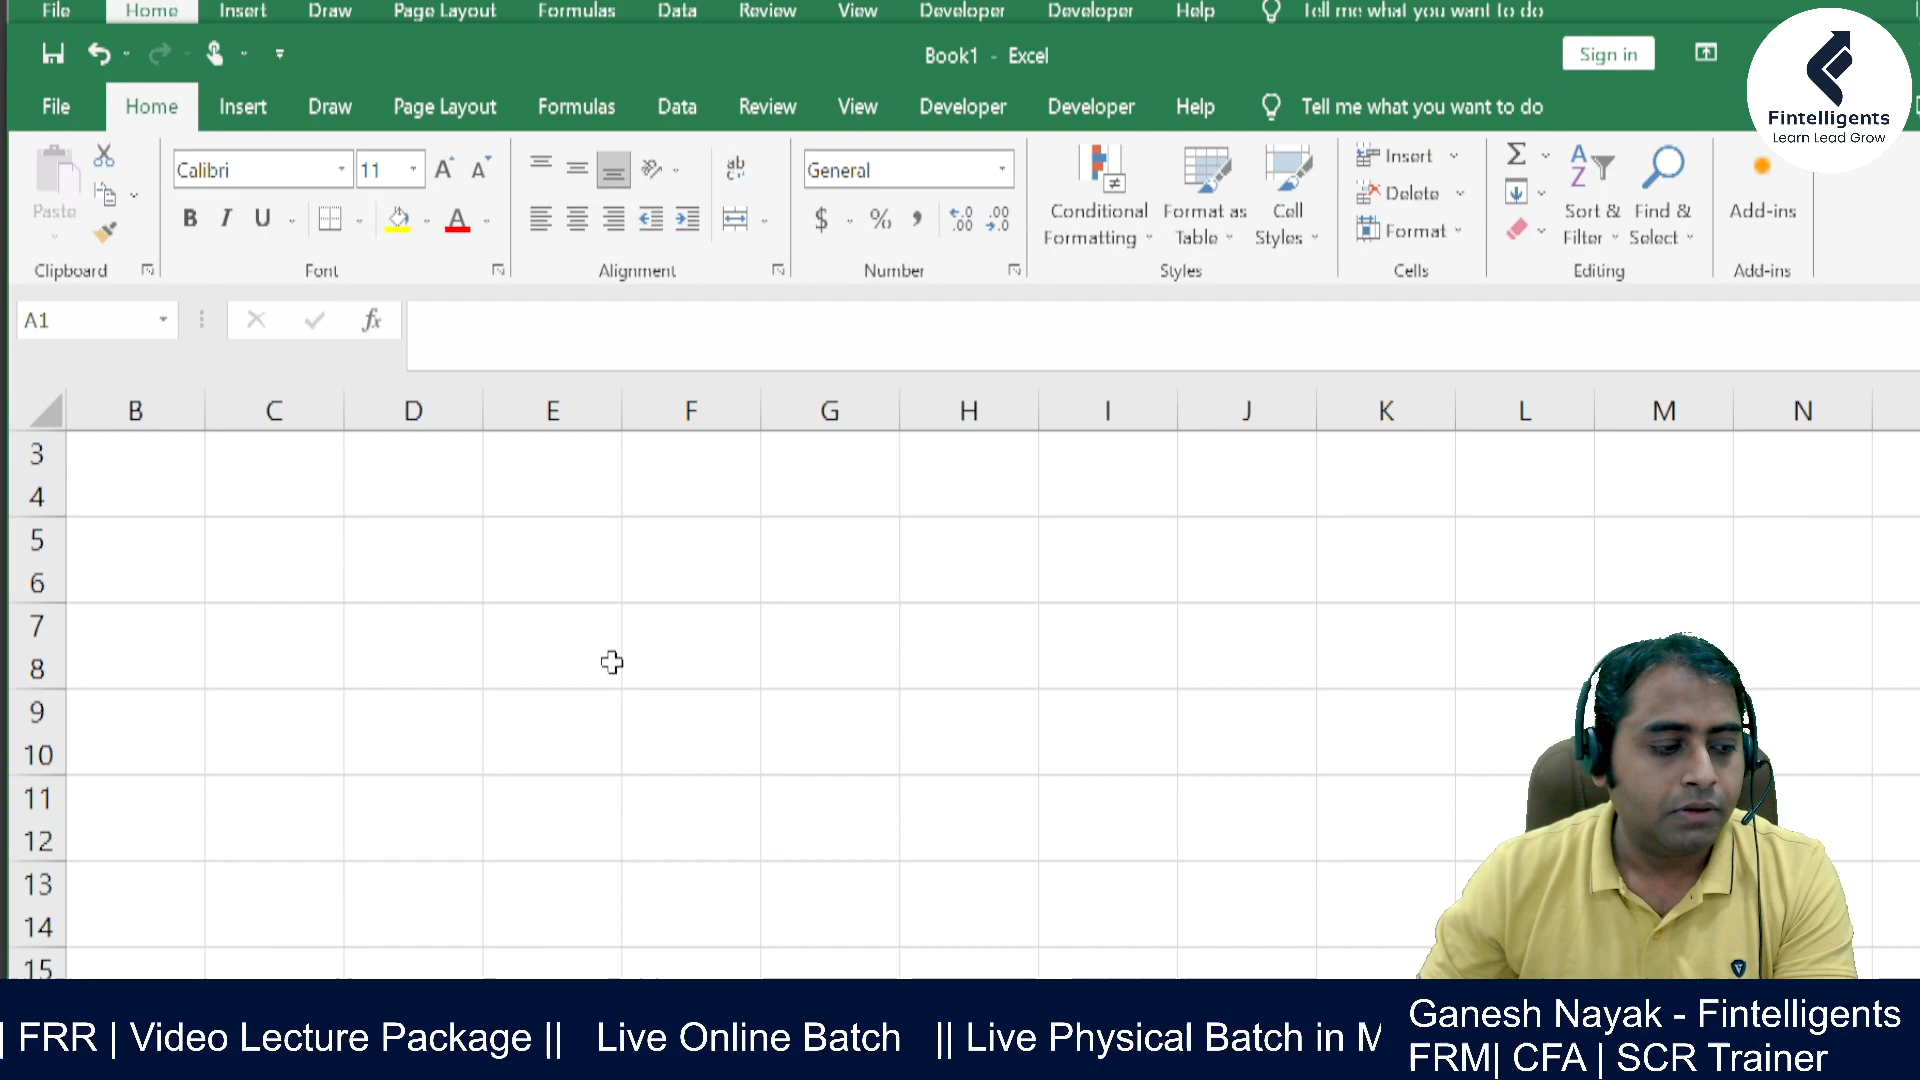 File Home Insert Draw Page Layout Formulas Data Review View Developer Developer Help Tell me what you want to do
Book1 - Excel Sign in
File Home Insert Draw Page Layout Formulas Data Review View Developer Developer Help Tell me what you want to do
Fintelligents
Learn Lead Grow
Paste
Clipboard
Calibri 11
B I U
Font
ab
Alignment
General
$ % 
Number
Conditional
Formatting
Format as
Table
Cell
Styles
Styles
Insert
Delete
Format
Cells
Sort &
Filter
Find &
Select
Editing
Add-ins
Add-ins
A1 fx
B C D E F G H I J K L M N
3
4
5
6
7
8
9
10
11
12
13
14
15
| FRR | Video Lecture Package || Live Online Batch || Live Physical Batch in M
Ganesh Nayak - Fintelligents
FRM| CFA | SCR Trainer